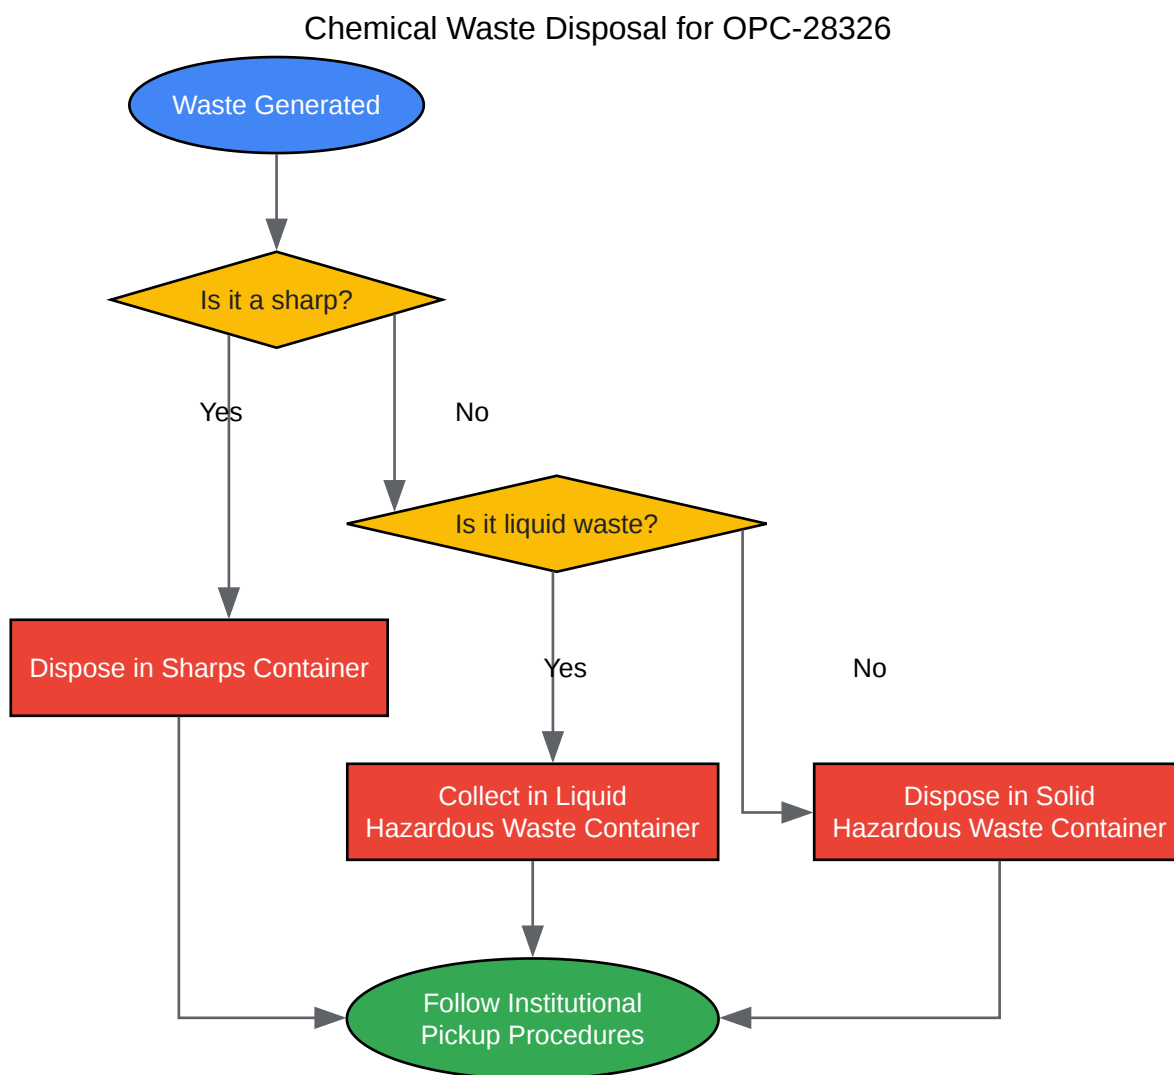 Chemical Waste Disposal for OPC-28326
Waste Generated
Is it a sharp?
Yes
No
Is it liquid waste?
Dispose in Sharps Container
Yes
No
Collect in Liquid
Hazardous Waste Container
Dispose in Solid
Hazardous Waste Container
Follow Institutional
Pickup Procedures